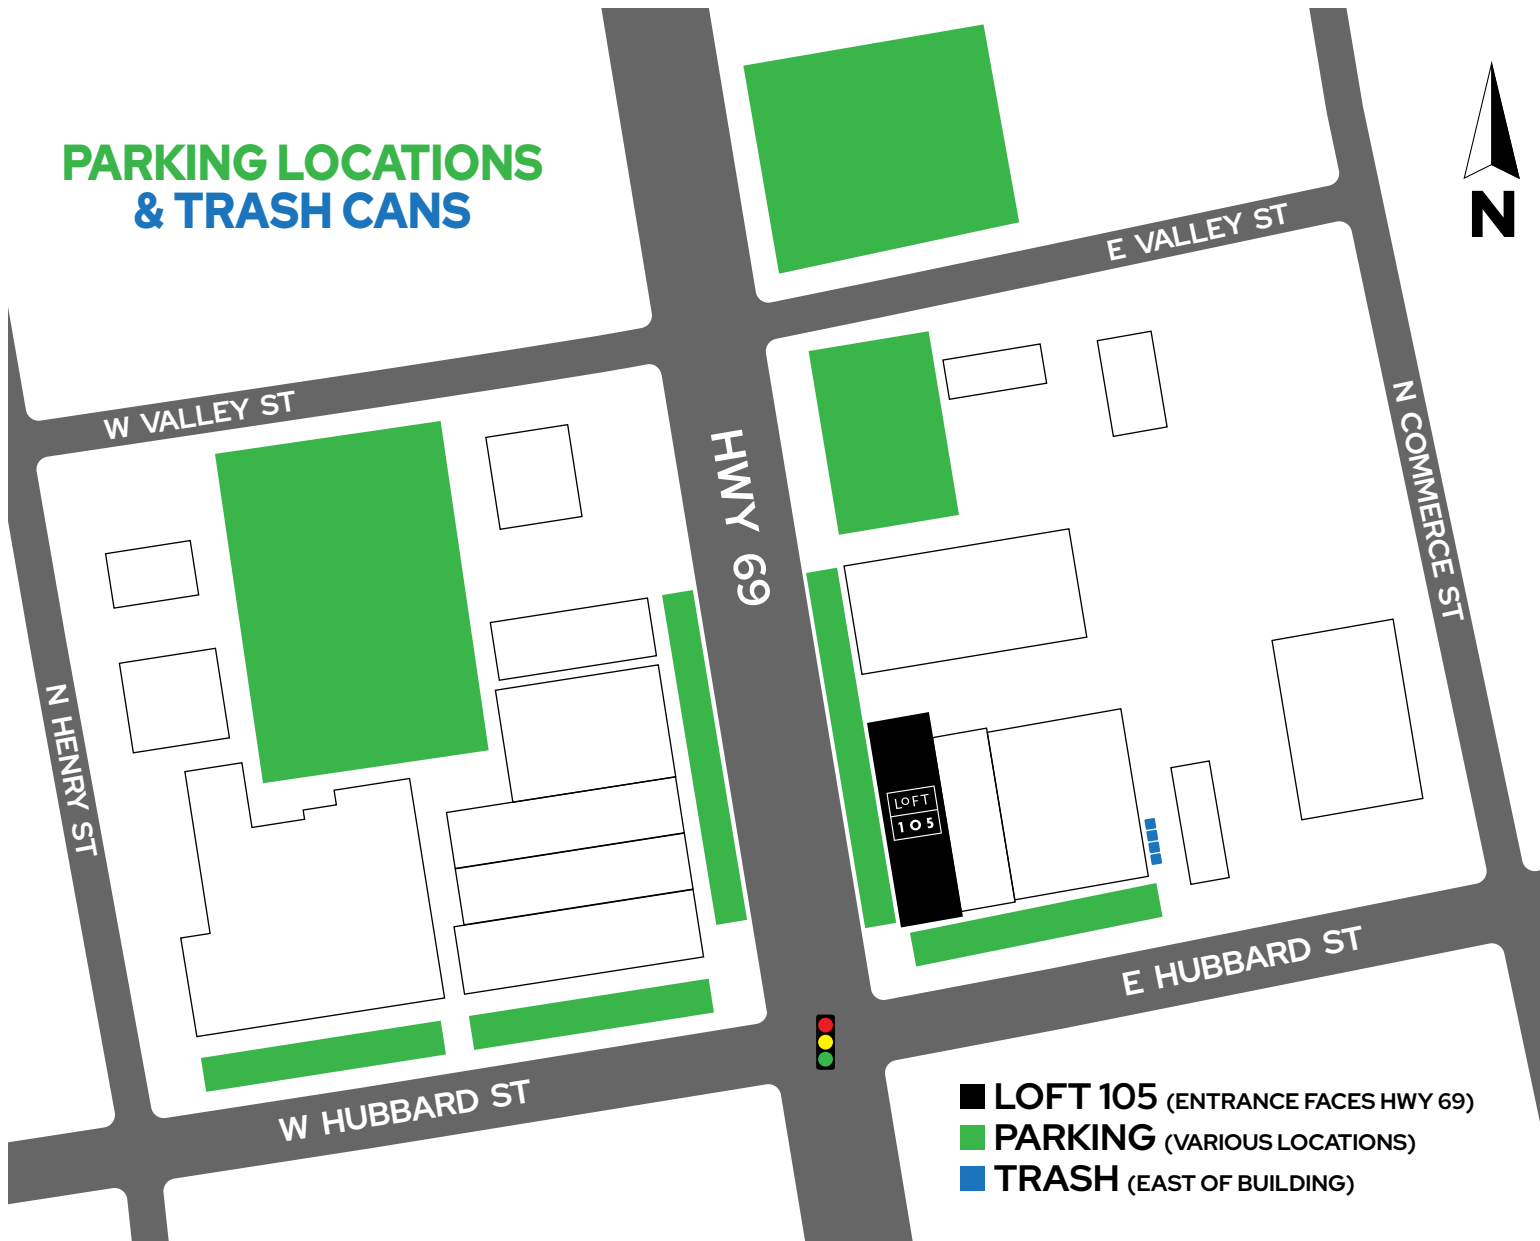 PARKING LOCATIONS
& TRASH CANS
N
E VALLEY ST
W VALLEY ST
HWY 69
N COMMERCE ST
N HENRY ST
LOFT
105
E HUBBARD ST
W HUBBARD ST
LOFT 105 (ENTRANCE FACES HWY 69)
PARKING (VARIOUS LOCATIONS)
TRASH (EAST OF BUILDING)